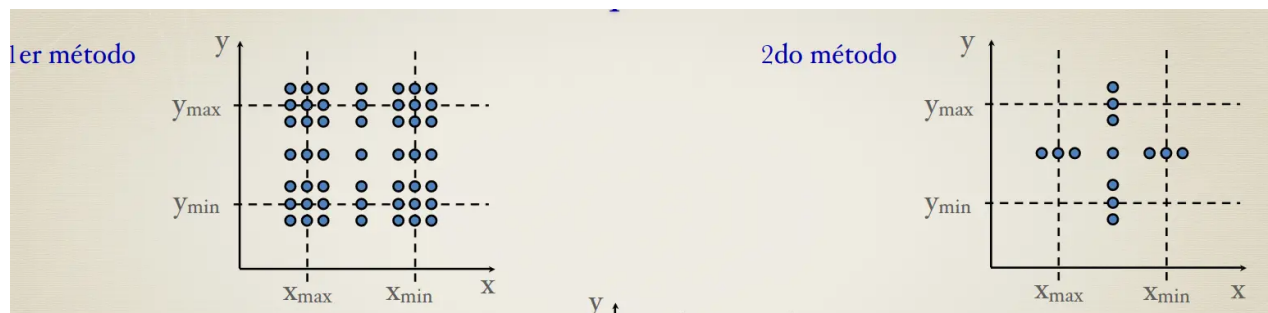 1er método
y
ymax
ymin
xmax
xmin
x
2do método
y
ymax
ymin
xmax
xmin
x
y